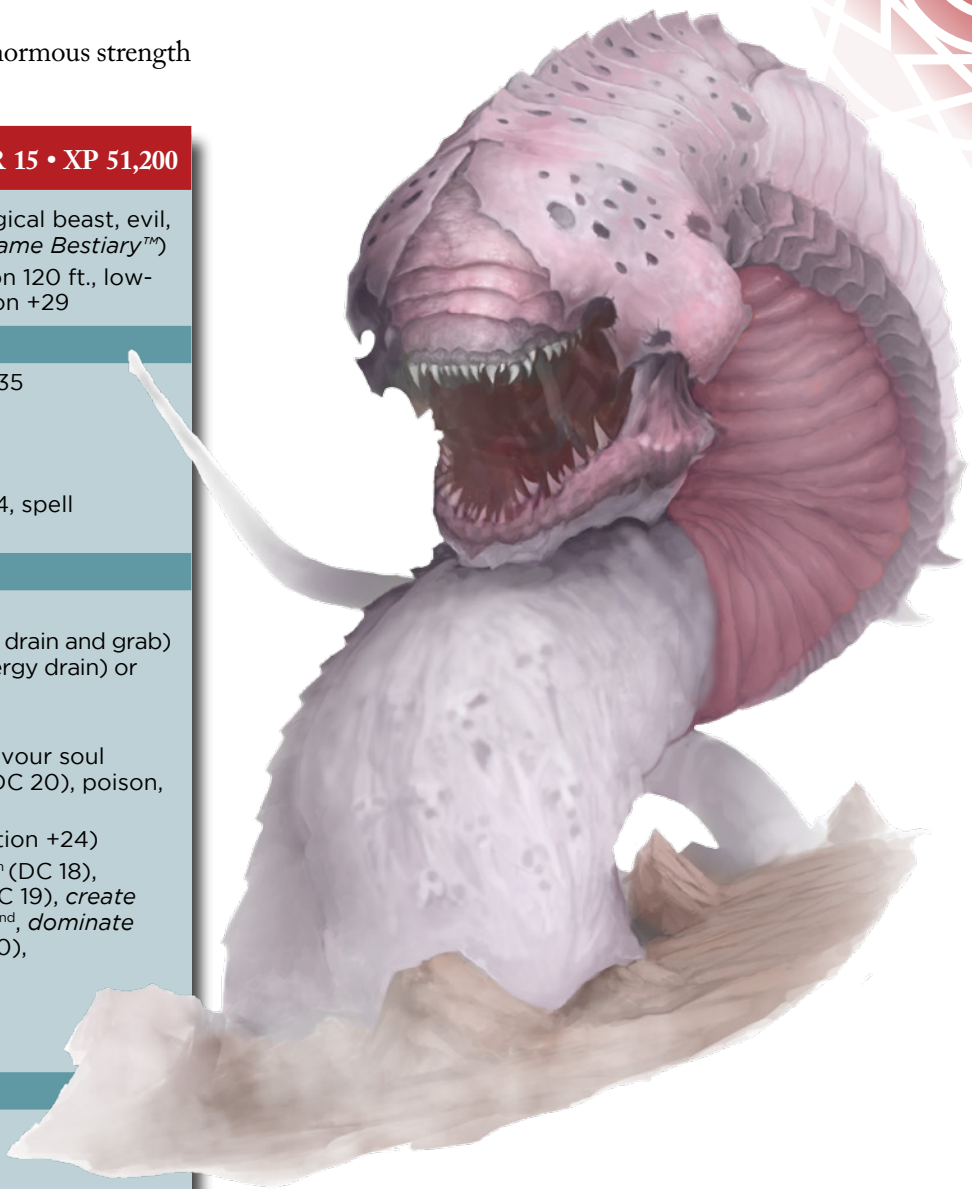 normous strength
R 15 • XP 51,200
gical beast, evil,
ame Bestiary™)
on 120 ft., low-
on +29
35
4, spell
drain and grab)
ergy drain) or
vour soul
DC 20), poison,
tion +24)
(DC 18),
C 19), create
nd, dominate
0),